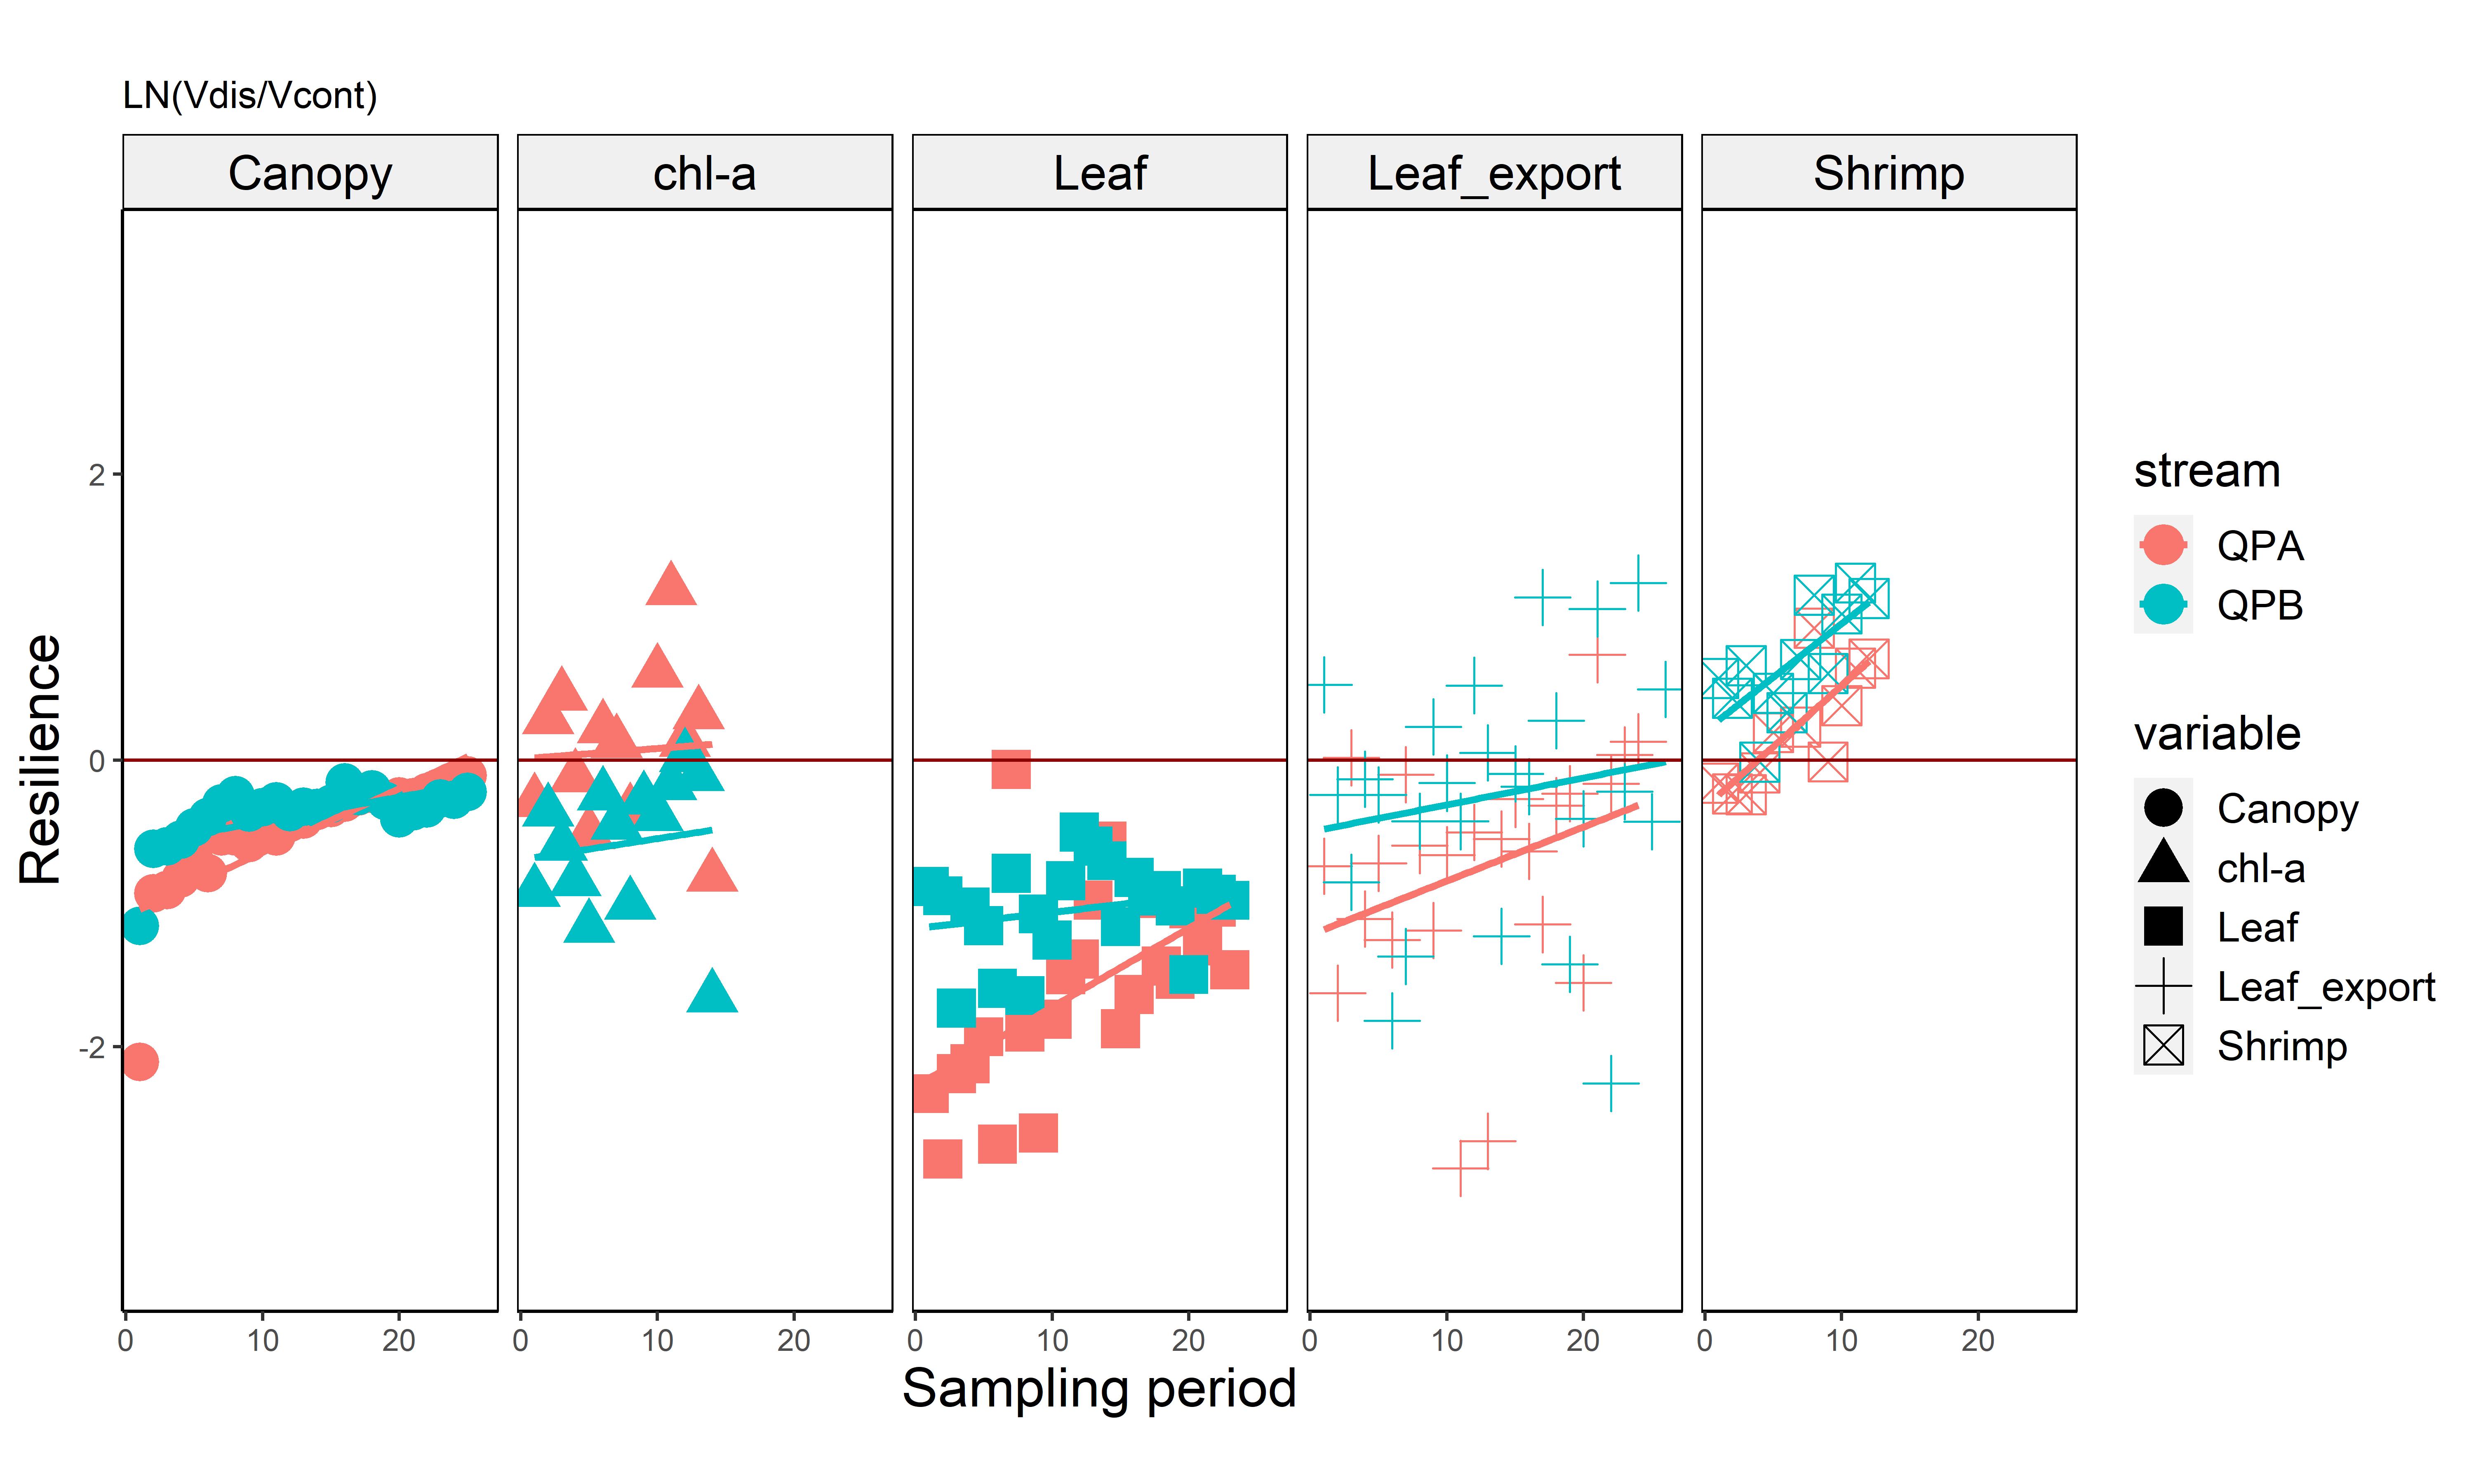 LN(Vdis/Vcont)
Canopy chl-a Leaf Leaf_export Shrimp
Resilience
2
0
-2
0 10 20 0 10 20 0 10 20 0 10 20 0 10 20
Sampling period
stream
QPA
QPB
variable
Canopy
chl-a
Leaf
Leaf_export
Shrimp